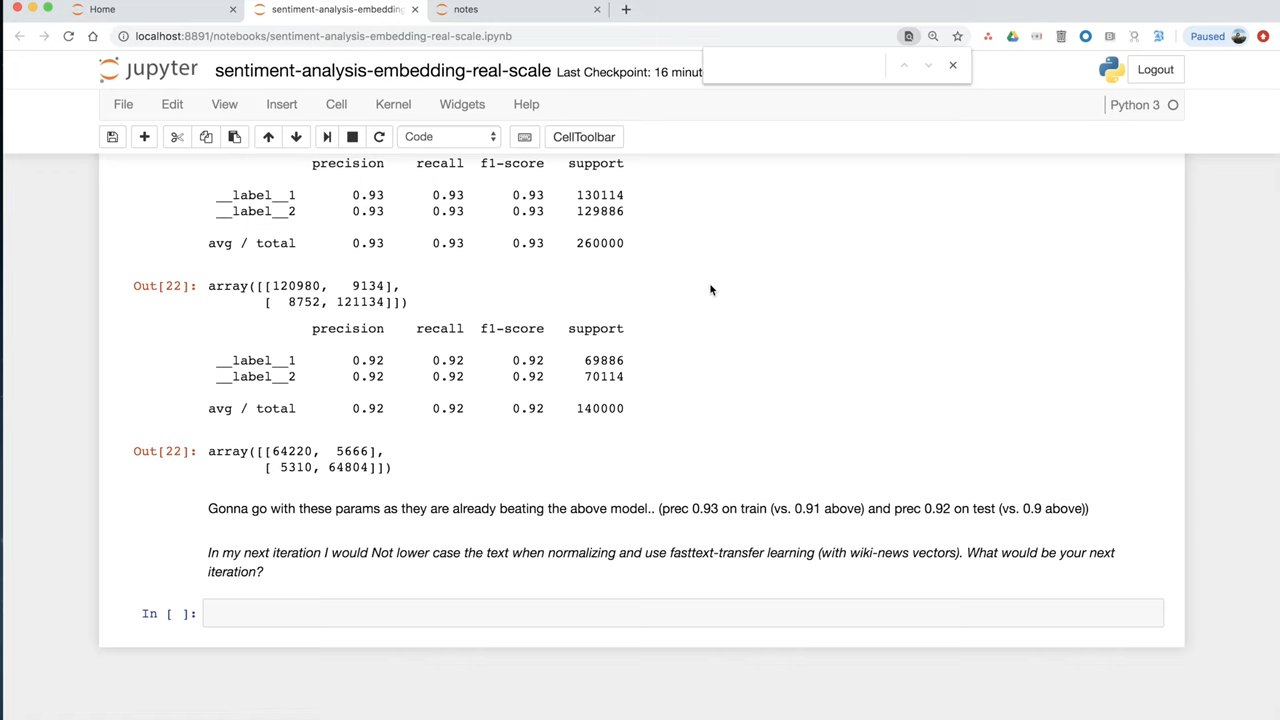 Home
sentiment-analysis-embedding
notes
localhost:8891/notebooks/sentiment-analysis-embedding-real-scale.ipynb
Paused
jupyter sentiment-analysis-embedding-real-scale Last Checkpoint: 16 minut
Logout
File Edit View Insert Cell Kernel Widgets Help
Python 3
Code
CellToolbar
precision recall f1-score support
__label__1 0.93 0.93 0.93 130114
__label__2 0.93 0.93 0.93 129886
avg / total 0.93 0.93 0.93 260000
Out[22]: array([[120980, 9134],
[ 8752, 121134]])
precision recall f1-score support
__label__1 0.92 0.92 0.92 69886
__label__2 0.92 0.92 0.92 70114
avg / total 0.92 0.92 0.92 140000
Out[22]: array([[64220, 5666],
[ 5310, 64804]])
Gonna go with these params as they are already beating the above model.. (prec 0.93 on train (vs. 0.91 above) and prec 0.92 on test (vs. 0.9 above))
In my next iteration I would Not lower case the text when normalizing and use fasttext-transfer learning (with wiki-news vectors). What would be your next
iteration?
In [ ]: